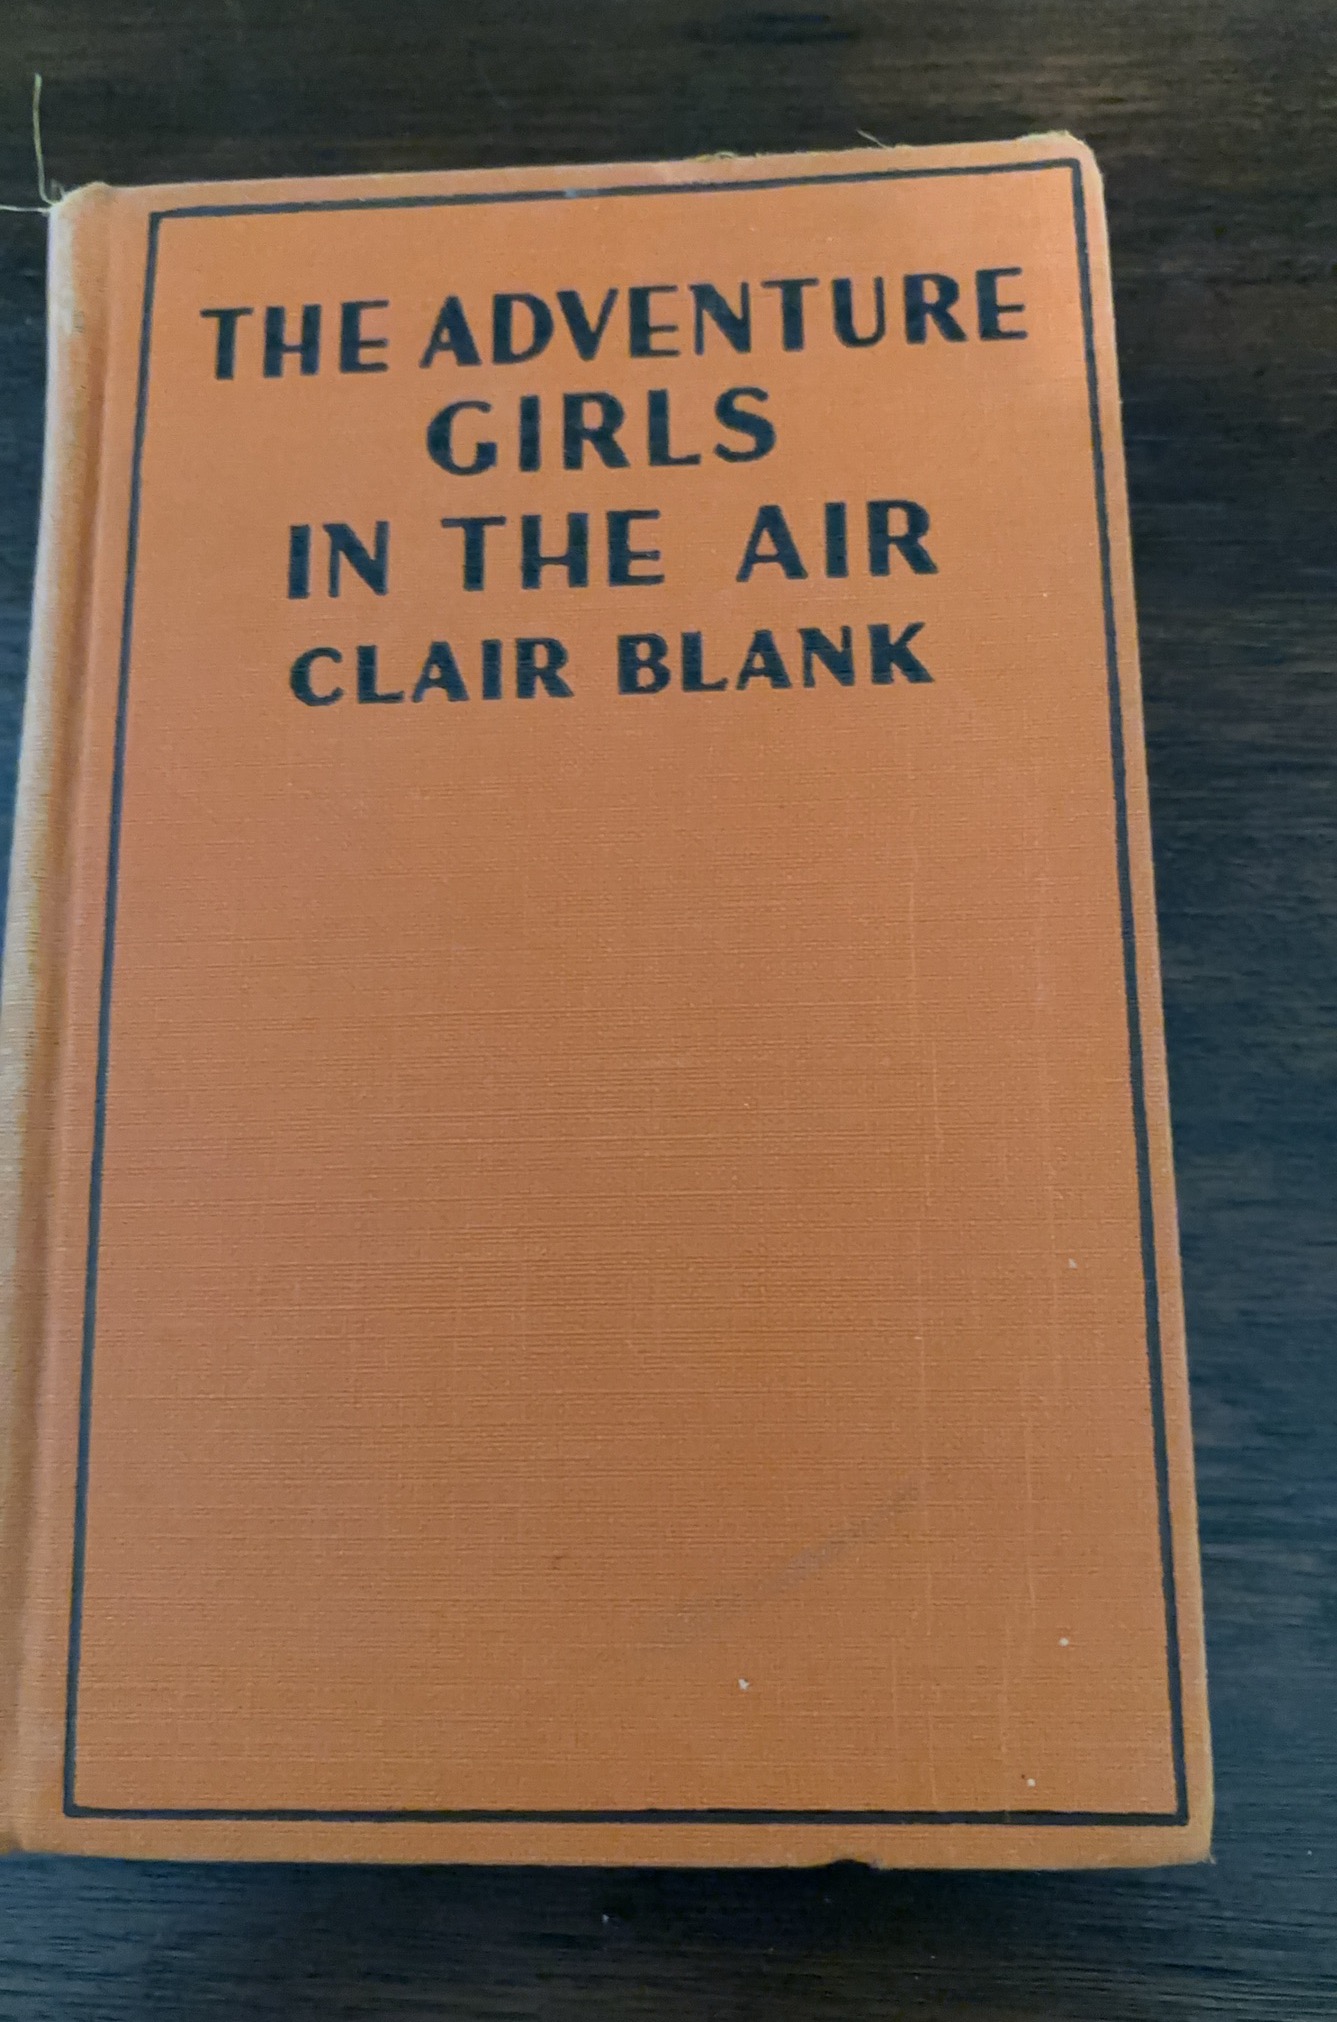 THE ADVENTURE
GIRLS
IN THE AIR
CLAIR BLANK